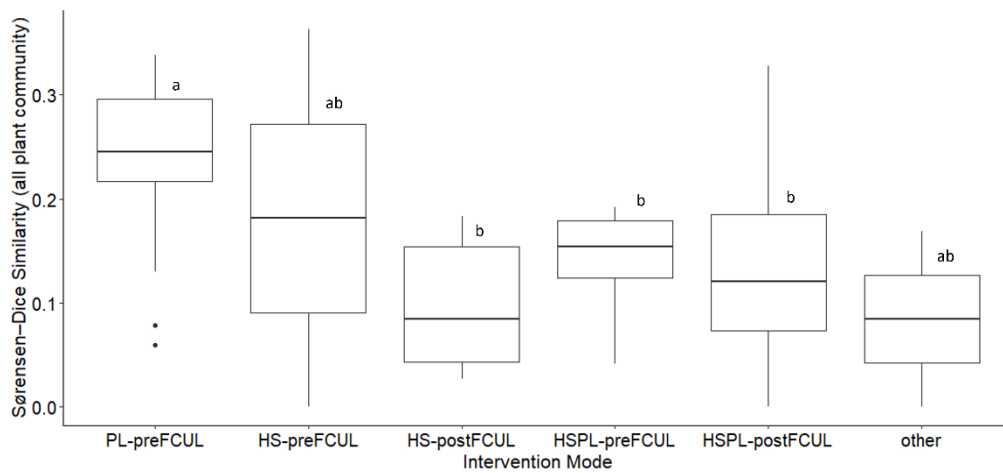 Sørensen–Dice Similarity (all plant community)
0.3
0.2
0.1
0.0
a
ab
b
b
b
ab
PL-preFCUL HS-preFCUL HS-postFCUL HSPL-preFCUL HSPL-postFCUL other
Intervention Mode